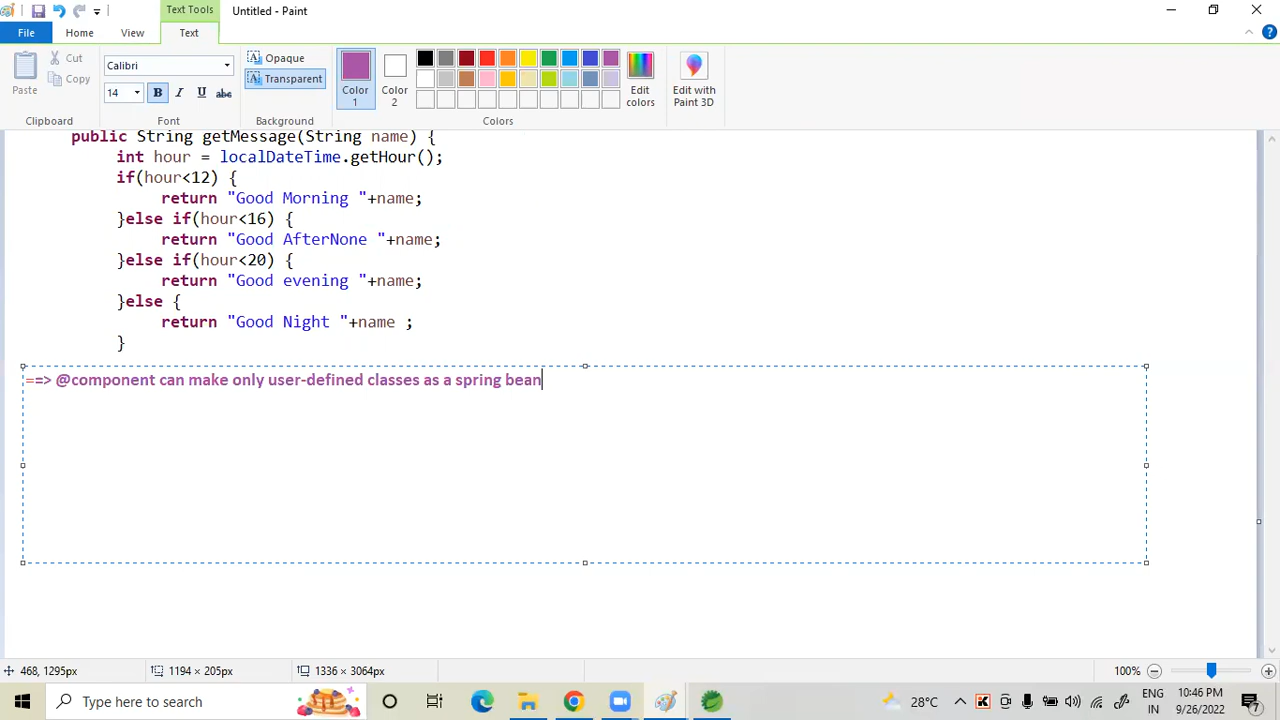 Text Tools
Untitled - Paint
File
Home
View
Text
Paste
Cut
Copy
Calibri
14
B
I
U
abc
Opaque
Transparent
Color
1
Color
2
Edit
colors
Edit with
Paint 3D
Clipboard
Font
Background
Colors
public String getMessage(String name) {
int hour = localDateTime.getHour();
if(hour<12) {
return "Good Morning "+name;
}else if(hour<16) {
return "Good AfterNone "+name;
}else if(hour<20) {
return "Good evening "+name;
}else {
return "Good Night "+name ;
}
==> @component can make only user-defined classes as a spring bean
468, 1295px
1194 × 205px
1336 × 3064px
100%
Type here to search
28°C
ENG
IN
10:46 PM
9/26/2022
7